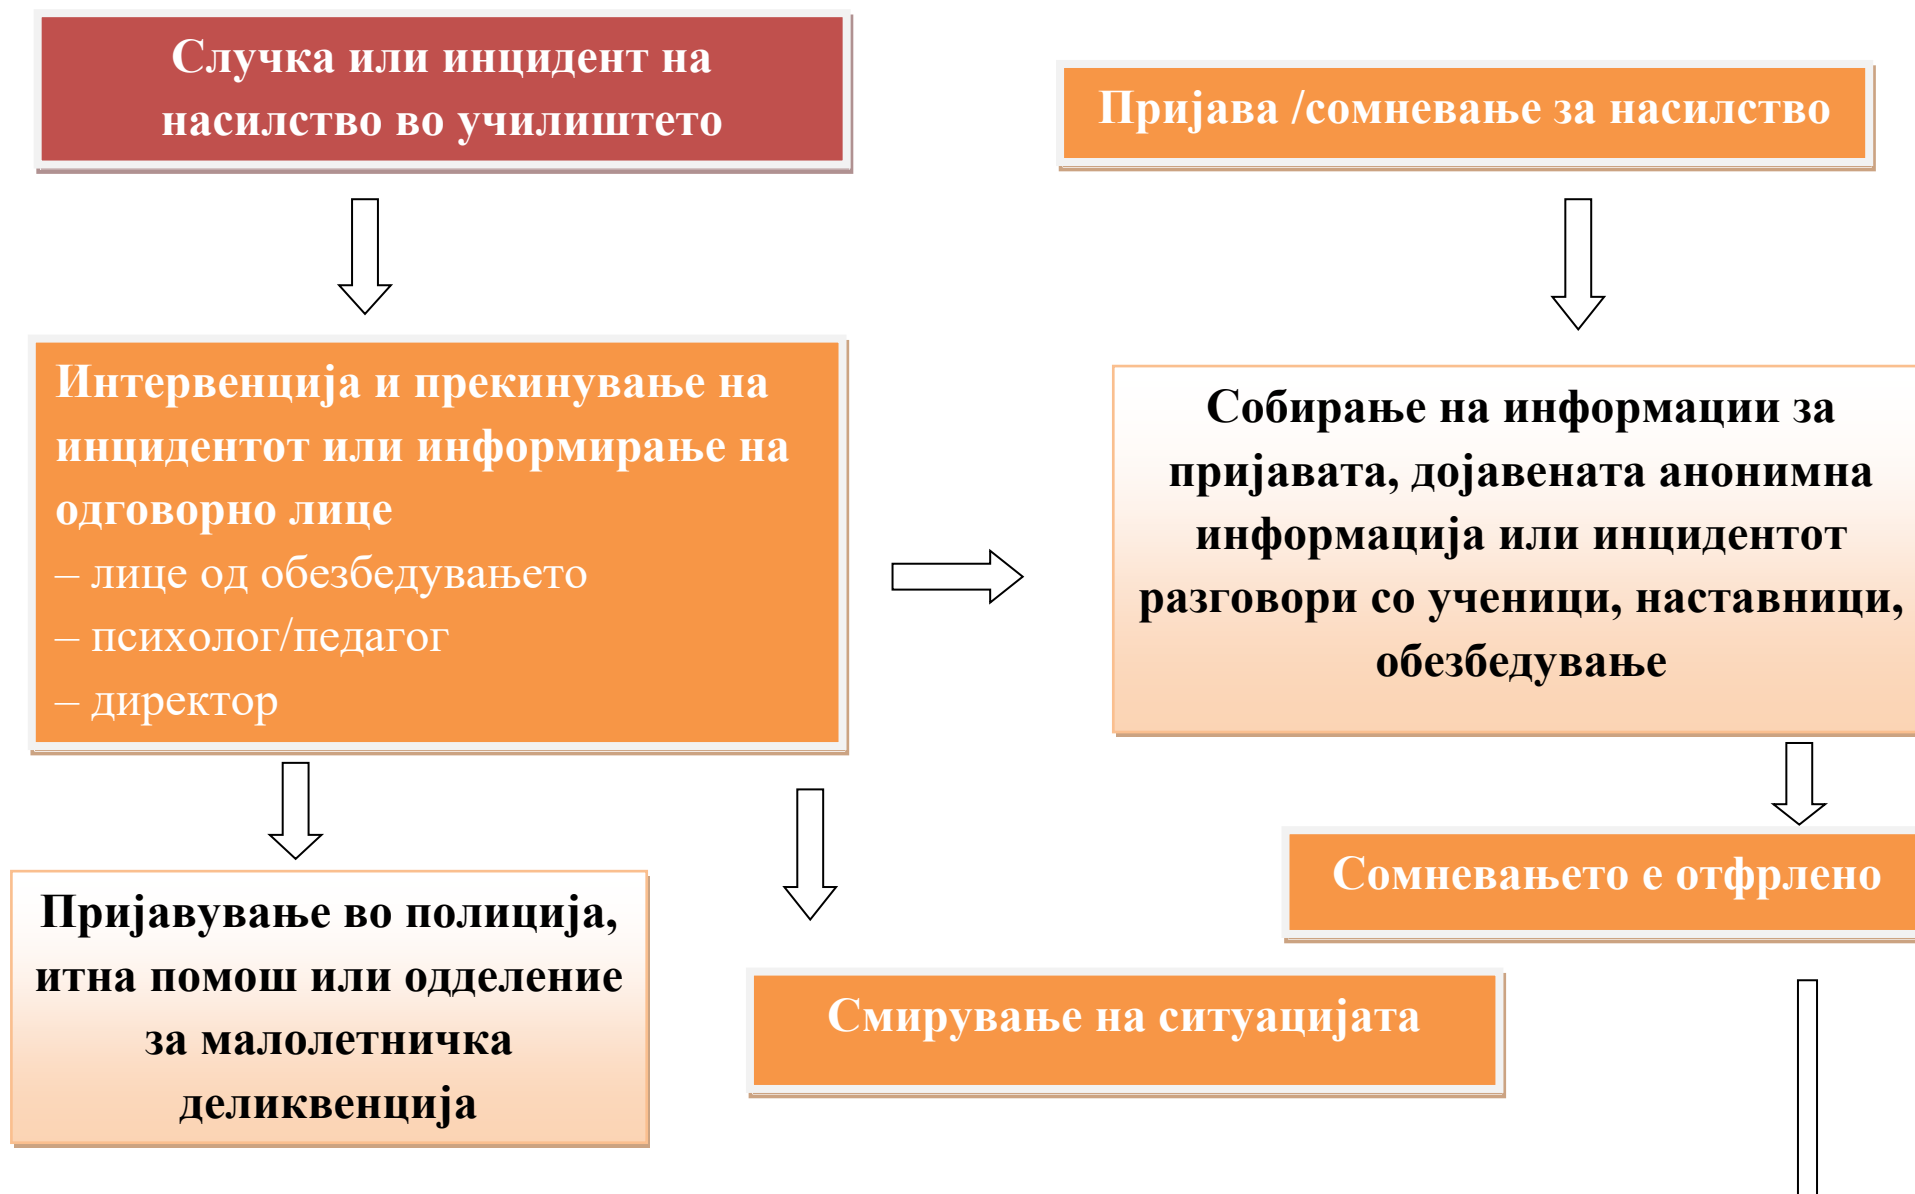 Случка или инцидент на
насилство во училиштето
Пријава /сомневање за насилство
Интервенција и прекинување на
инцидентот или информирање на
одговорно лице
– лице од обезбедувањето
– психолог/педагог
– директор
Собирање на информации за
пријавата, дојавената анонимна
информација или инцидентот
разговори со ученици, наставници,
обезбедување
Сомневањето е отфрлено
Пријавување во полиција,
итна помош или одделение
за малолетничка
деликвенција
Смирување на ситуацијата